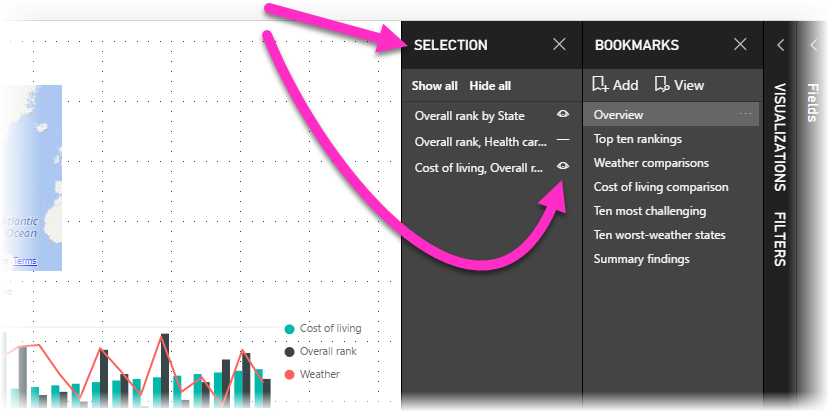 SELECTION
Show all Hide all
Overall rank by State
Overall rank, Health car...
Cost of living, Overall r...
BOOKMARKS
Add View
Overview
Top ten rankings
Weather comparisons
Cost of living comparison
Ten most challenging
Ten worst-weather states
Summary findings
VISUALIZATIONS
FILTERS
Fields
Atlantic
Ocean
Terms
Cost of living
Overall rank
Weather